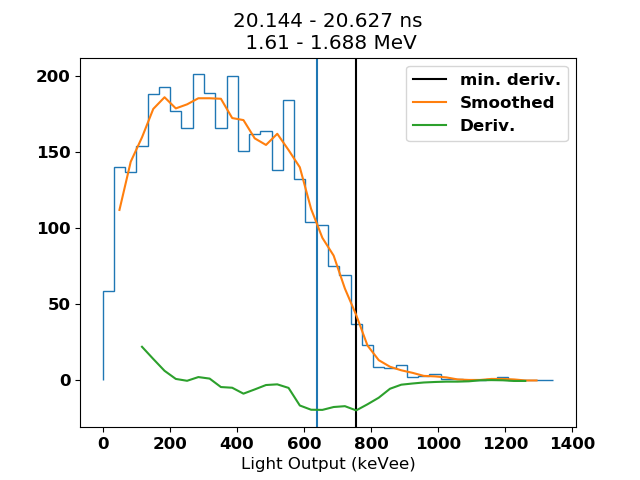 20.144 - 20.627 ns
1.61 - 1.688 MeV
min. deriv.
Smoothed
Deriv.
200
150
100
50
0
0 200 400 600 800 1000 1200 1400
Light Output (keVee)